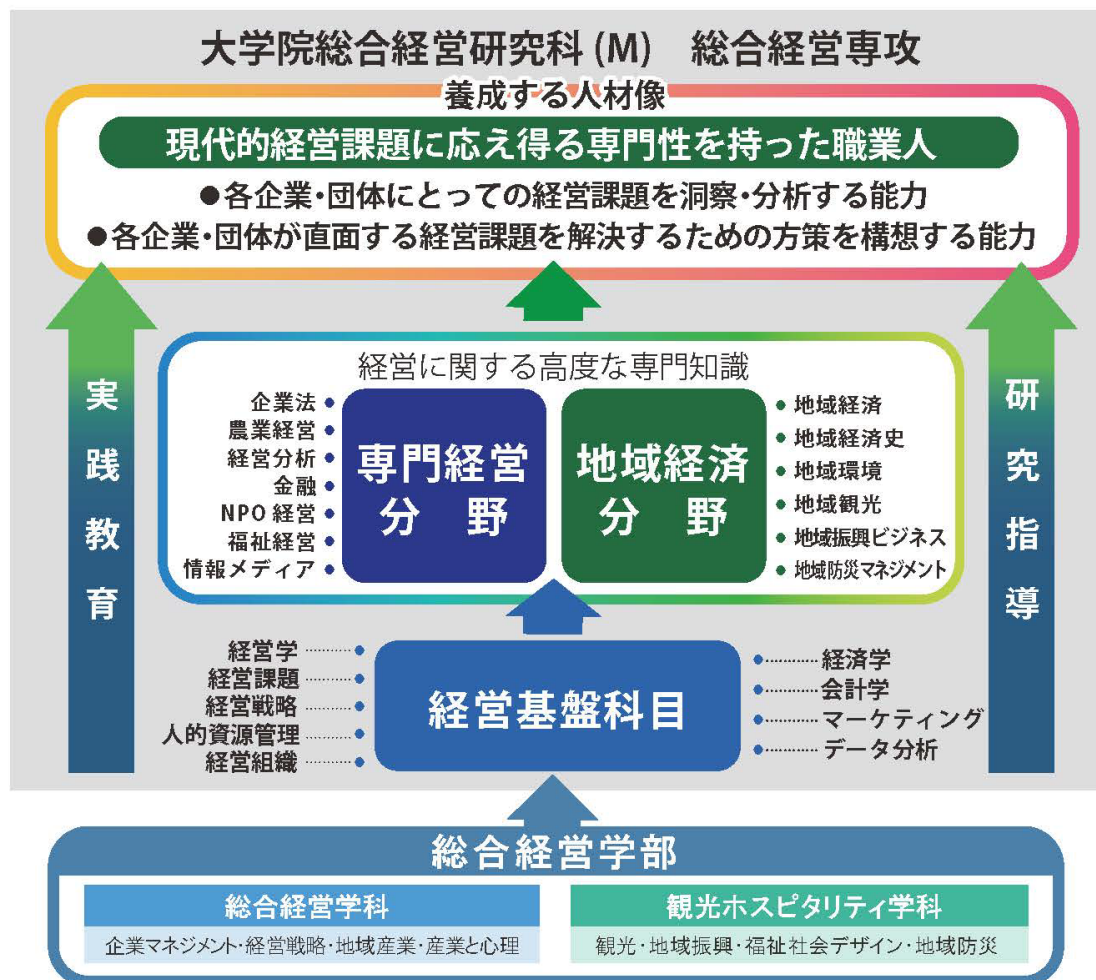 大学院総合経営研究科(M) 総合経営専攻
養成する人材像
現代的経営課題に応え得る専門性を持った職業人
●各企業・団体にとっての経営課題を洞察・分析する能力
●各企業・団体が直面する経営課題を解決するための方策を構想する能力
実践教育
経営に関する高度な専門知識
企業法
農業経営
経営分析
金融
NPO経営
福祉経営
情報メディア
専門経営
分 野
地域経済
分 野
地域経済
地域経済史
地域環境
地域観光
地域振興ビジネス
地域防災マネジメント
研究指導
経営学
経営課題
経営戦略
人的資源管理
経営組織
経営基盤科目
経済学
会計学
マーケティング
データ分析
総合経営学部
総合経営学科
企業マネジメント・経営戦略・地域産業・産業と心理
観光ホスピタリティ学科
観光・地域振興・福祉社会デザイン・地域防災